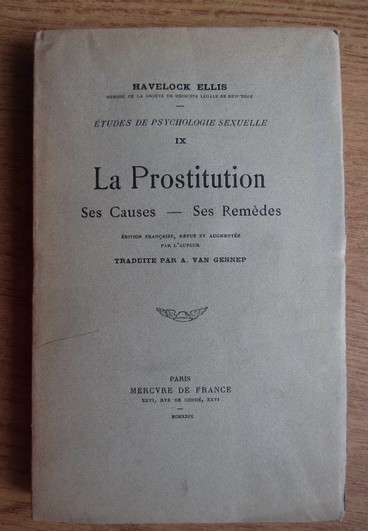 HAVELOCK ELLIS
MEMBRE DE LA SOCIÉTÉ DE MÉDECINE LÉGALE DE NEW-YORK
ÉTUDES DE PSYCHOLOGIE SEXUELLE
IX
La Prostitution
Ses Causes — Ses Remèdes
ÉDITION FRANÇAISE, REVUE ET AUGMENTÉE
PAR L'AUTEUR
TRADUITE PAR A. VAN GENNEP
PARIS
MERCVRE DE FRANCE
XXVI, RVE DE CONDÉ, XXVI
MCMXXIX